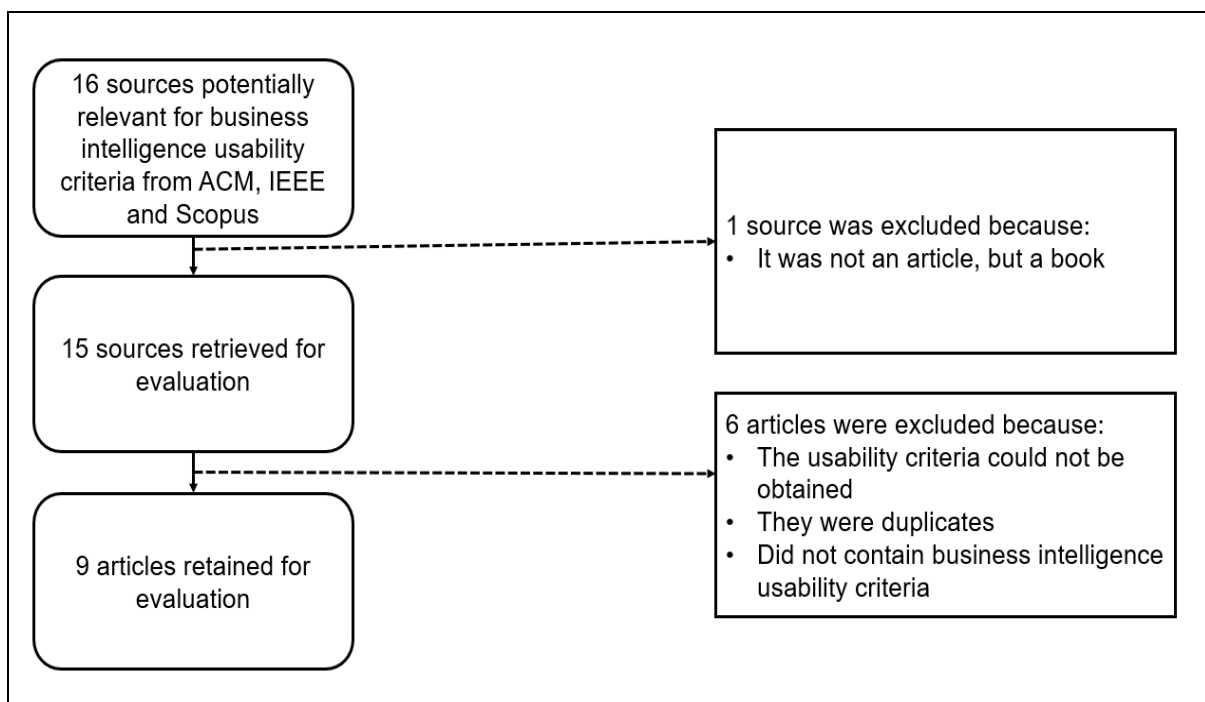 16 sources potentially
relevant for business
intelligence usability
criteria from ACM, IEEE
and Scopus
1 source was excluded because:
• It was not an article, but a book
15 sources retrieved for
evaluation
6 articles were excluded because:
• The usability criteria could not be
obtained
• They were duplicates
• Did not contain business intelligence
usability criteria
9 articles retained for
evaluation